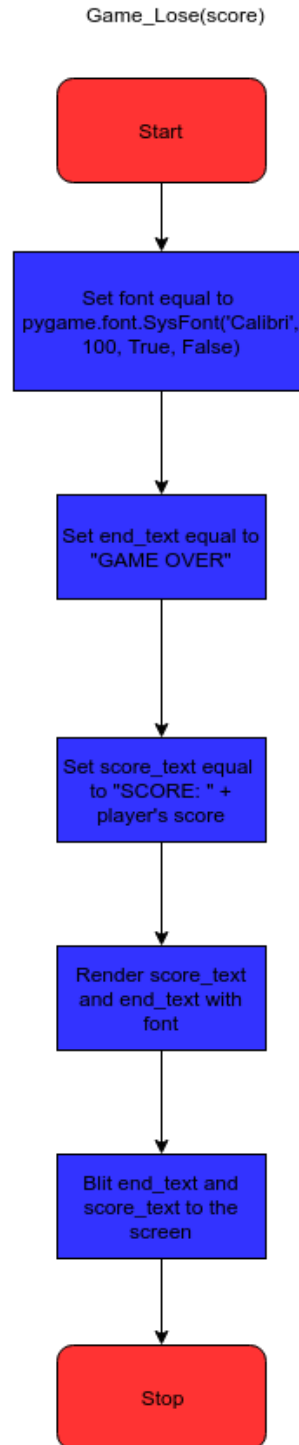 Game_Lose(score)
Start
Set font equal to
pygame.font.SysFont('Calibri',
100, True, False)
Set end_text equal to
"GAME OVER"
Set score_text equal
to "SCORE: " +
player's score
Render score_text
and end_text with
font
Blit end_text and
score_text to the
screen
Stop